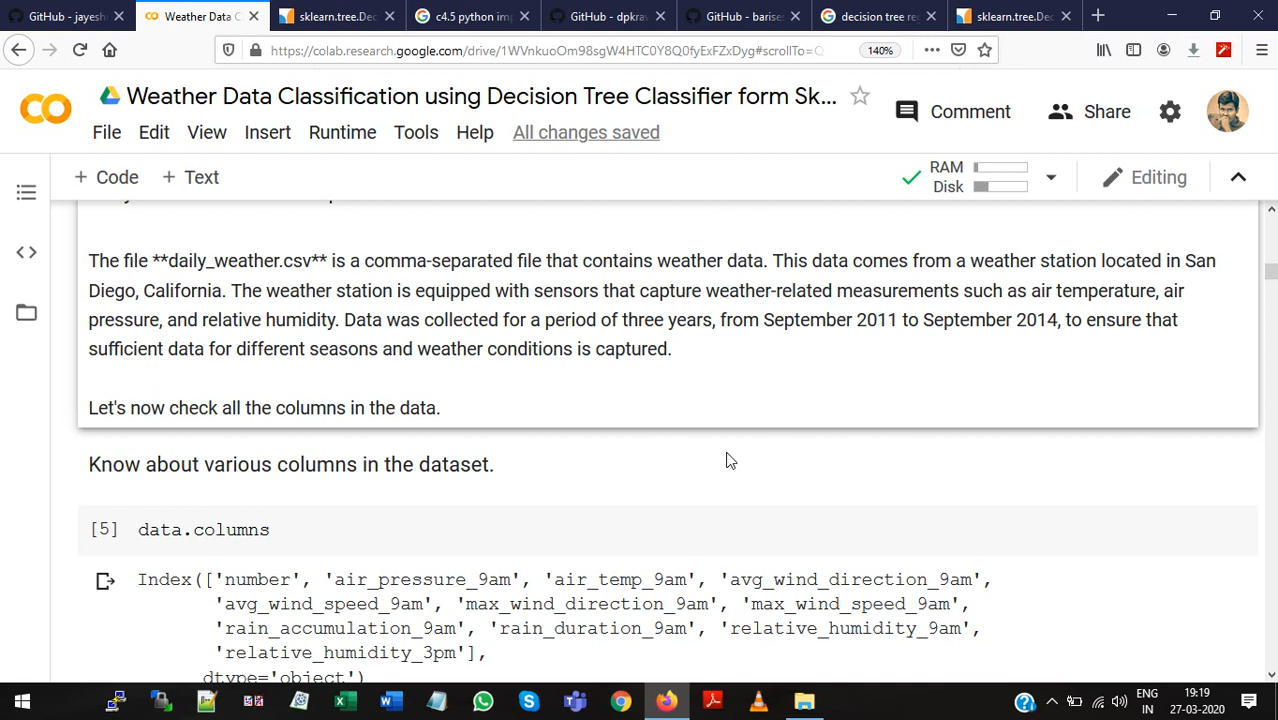 GitHub - jayesh
Weather Data C
sklearn.tree.Dec
c4.5 python imp
GitHub - dpkrav
GitHub - barises
decision tree reg
sklearn.tree.Dec
https://colab.research.google.com/drive/1WVnkuoOm98sgW4HTC0Y8Q0fyExFZxDyg#scrollTo=Q
140%
Weather Data Classification using Decision Tree Classifier form Sk...
Comment
Share
File Edit View Insert Runtime Tools Help All changes saved
+ Code + Text
RAM
Disk
Editing
The file **daily_weather.csv** is a comma-separated file that contains weather data. This data comes from a weather station located in San
Diego, California. The weather station is equipped with sensors that capture weather-related measurements such as air temperature, air
pressure, and relative humidity. Data was collected for a period of three years, from September 2011 to September 2014, to ensure that
sufficient data for different seasons and weather conditions is captured.
Let's now check all the columns in the data.
Know about various columns in the dataset.
[5] data.columns
Index(['number', 'air_pressure_9am', 'air_temp_9am', 'avg_wind_direction_9am',
'avg_wind_speed_9am', 'max_wind_direction_9am', 'max_wind_speed_9am',
'rain_accumulation_9am', 'rain_duration_9am', 'relative_humidity_9am',
'relative_humidity_3pm'],
dtype='object')
ENG
IN
19:19
27-03-2020